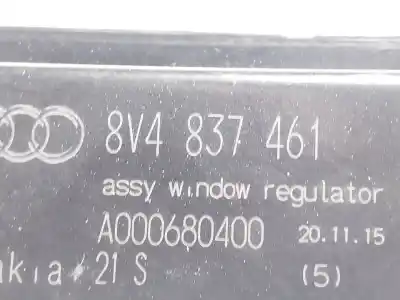 8V4 837 461
assy window regulator
A000680400 20.11.15
akia 21 S (5)